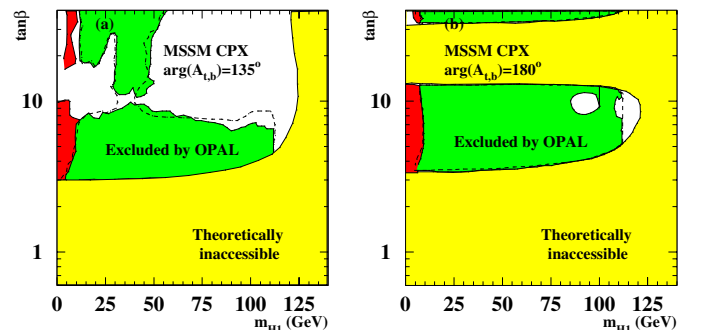 tanβ
(a)
MSSM CPX
arg(At,b)=135o
10
Excluded by OPAL
Theoretically
inaccessible
1
0 25 50 75 100 125
mH1 (GeV)
tanβ
(b)
MSSM CPX
arg(At,b)=180o
10
Excluded by OPAL
Theoretically
inaccessible
1
0 25 50 75 100 125
mH1 (GeV)